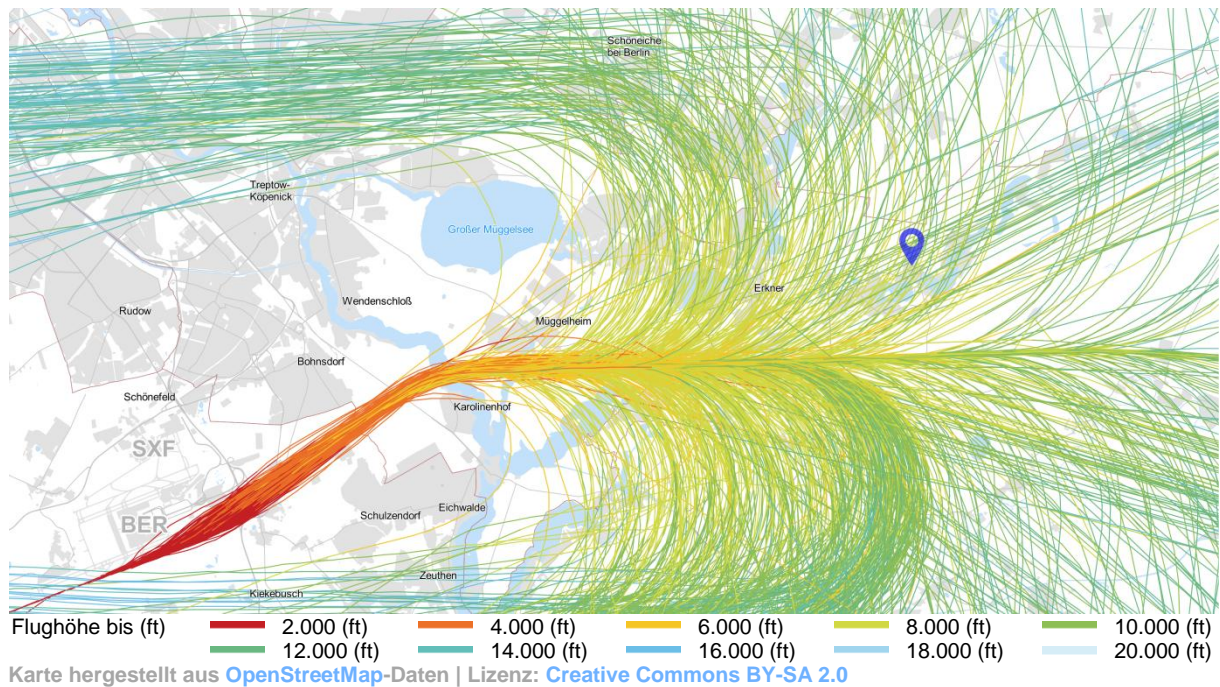 Schöneiche
bei Berlin
Treptow-
Köpenick
Großer Müggelsee
Erkner
Wendenschloß
Rudow
Müggelheim
Bohnsdorf
Schönefeld
Karolinenhof
SXF
Eichwalde
Schulzendorf
BER
Zeuthen
Kiekebusch
Flughöhe bis (ft) 2.000 (ft) 4.000 (ft) 6.000 (ft) 8.000 (ft) 10.000 (ft)
12.000 (ft) 14.000 (ft) 16.000 (ft) 18.000 (ft) 20.000 (ft)
Karte hergestellt aus OpenStreetMap-Daten | Lizenz: Creative Commons BY-SA 2.0